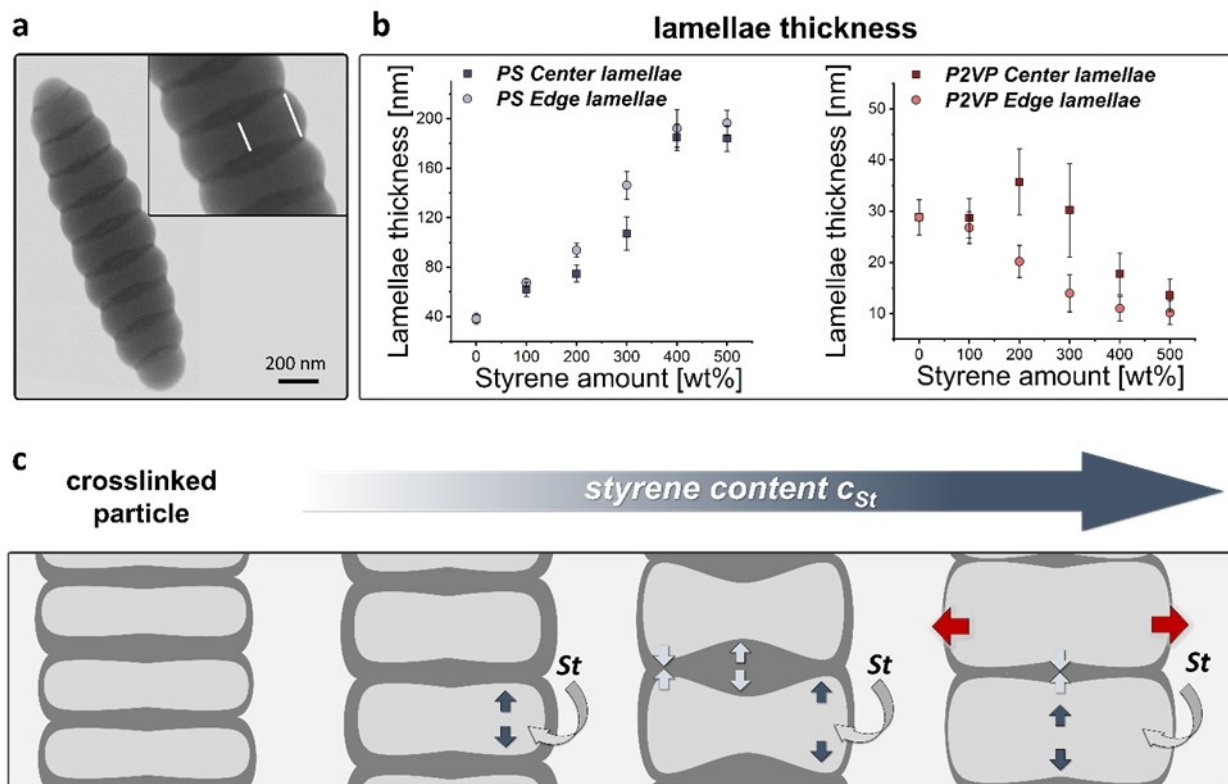 a
200 nm
b
lamellae thickness
PS Center lamellae
PS Edge lamellae
Lamellae thickness [nm]
200
160
120
80
40
0 100 200 300 400 500
Styrene amount [wt%]
P2VP Center lamellae
P2VP Edge lamellae
Lamellae thickness [nm]
50
40
30
20
10
0 100 200 300 400 500
Styrene amount [wt%]
c
crosslinked
particle
styrene content cSt
St
St
St